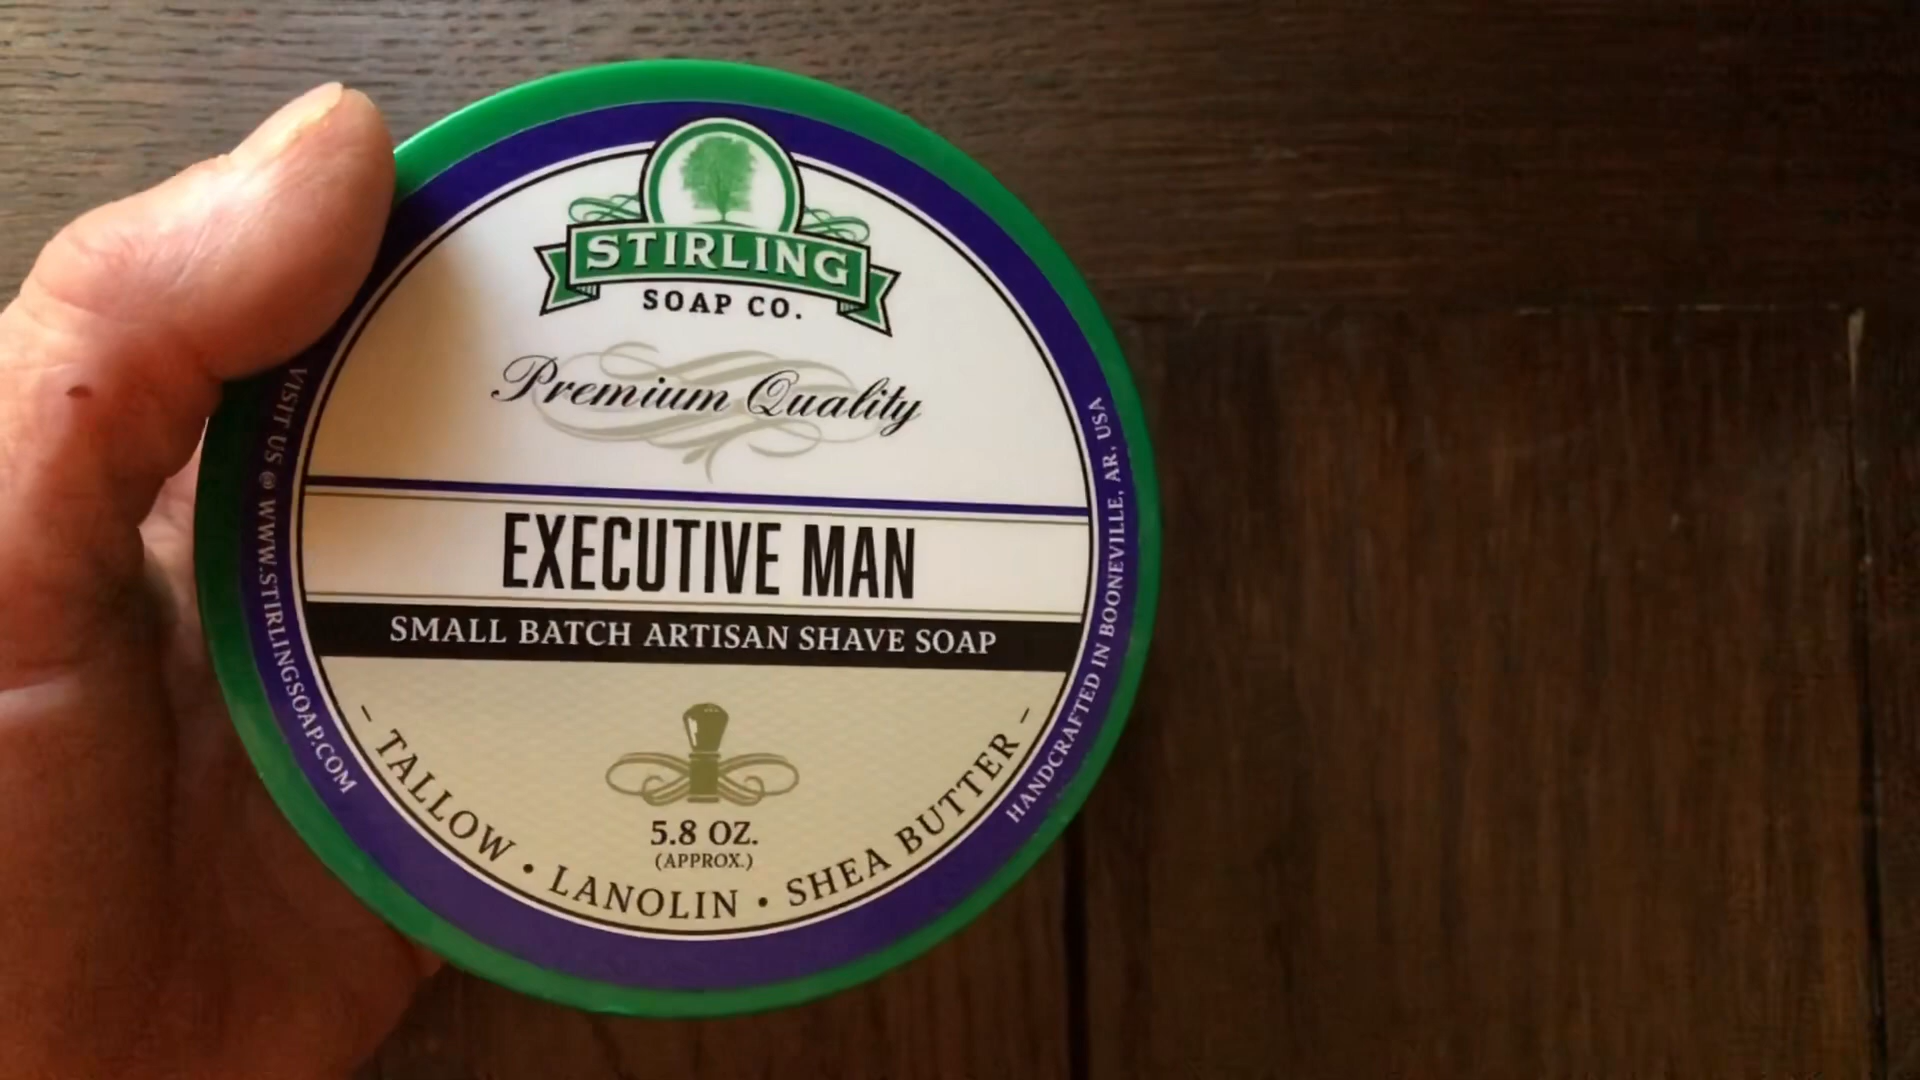 STIRLING
SOAP CO.
Premium Quality
EXECUTIVE MAN
SMALL BATCH ARTISAN SHAVE SOAP
5.8 OZ.
(APPROX.)
– TALLOW • LANOLIN • SHEA BUTTER –
VISIT US @ WWW.STIRLINGSOAP.COM
HANDCRAFTED IN BOONEVILLE, AR, USA